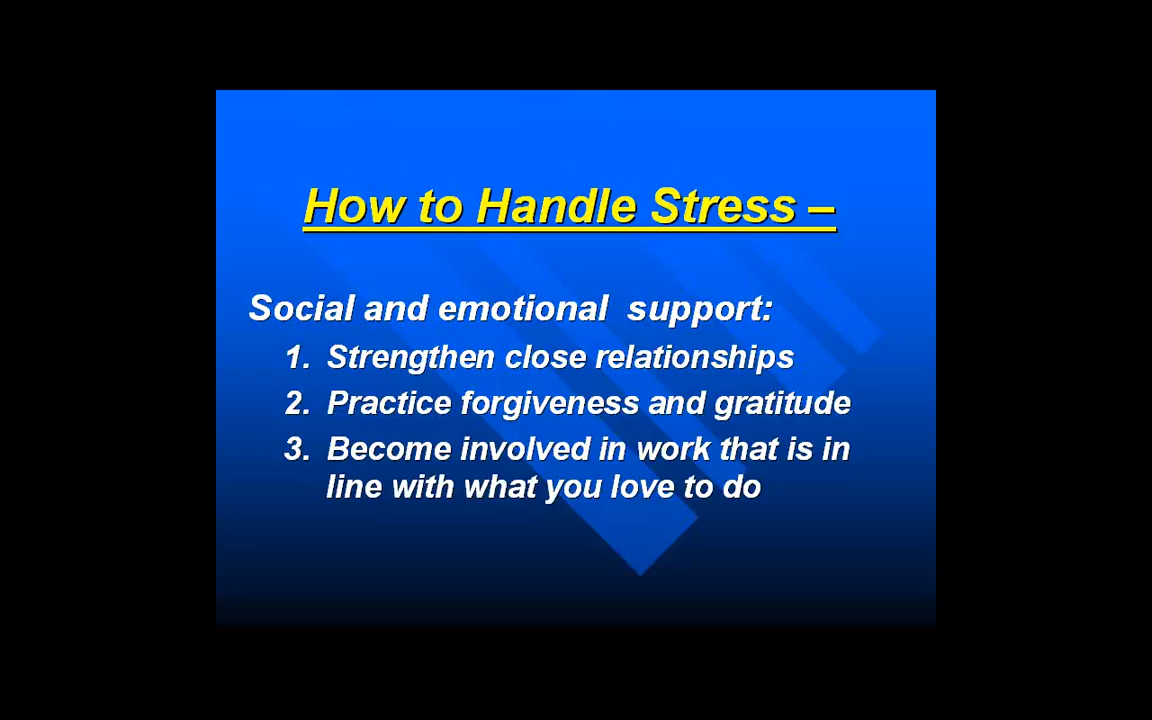 How to Handle Stress –
Social and emotional support:
1. Strengthen close relationships
2. Practice forgiveness and gratitude
3. Become involved in work that is in
line with what you love to do